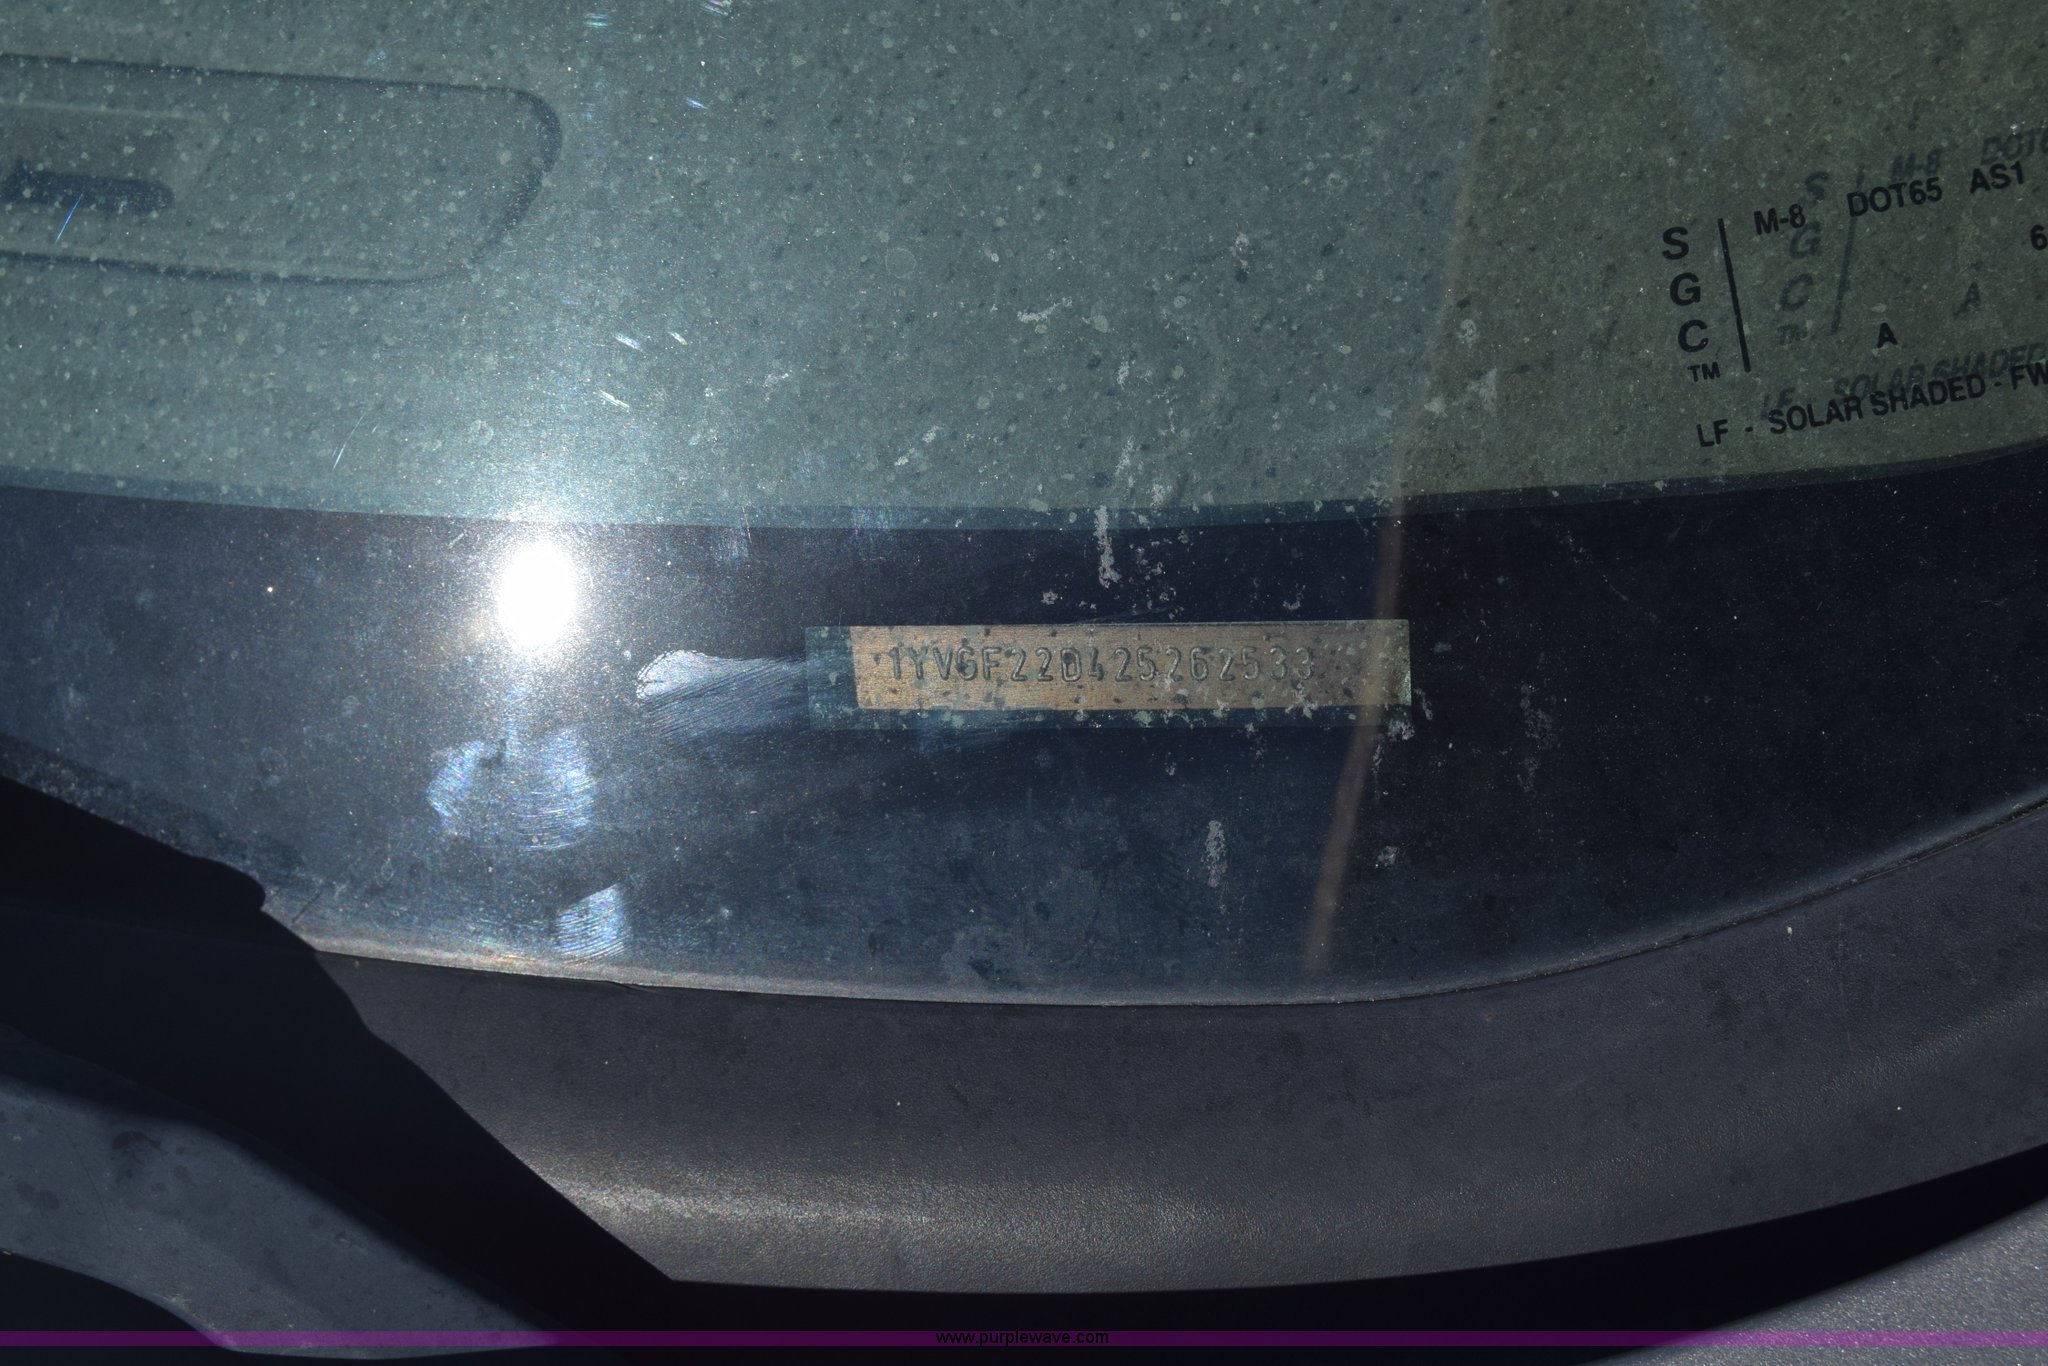 M-8 DOT65 AS1
S
G
C
TM
A
LF - SOLAR SHADED - FW
1YVGF22D425262533
www.purplewave.com